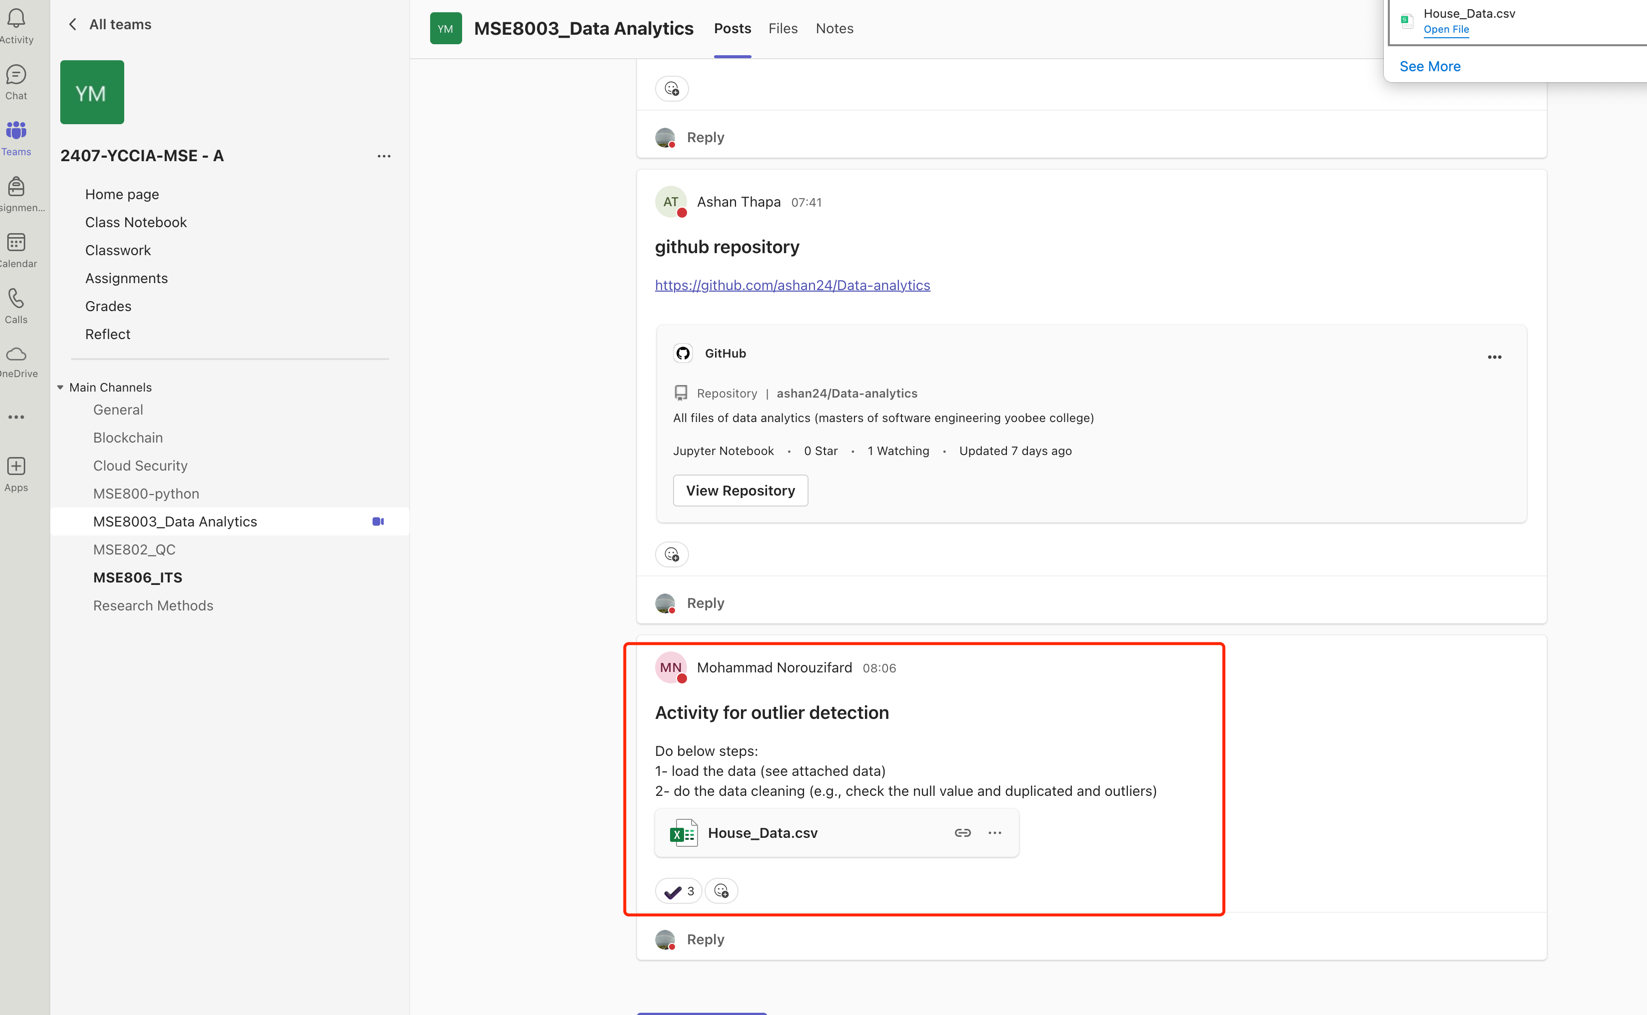 Activity
Chat
Teams
signmen...
Calendar
Calls
OneDrive
Apps
All teams
YM
2407-YCCIA-MSE - A
Home page
Class Notebook
Classwork
Assignments
Grades
Reflect
Main Channels
General
Blockchain
Cloud Security
MSE800-python
MSE8003_Data Analytics
MSE802_QC
MSE806_ITS
Research Methods
YM MSE8003_Data Analytics Posts Files Notes
House_Data.csv
Open File
See More
Reply
AT Ashan Thapa 07:41
github repository
https://github.com/ashan24/Data-analytics
GitHub
Repository | ashan24/Data-analytics
All files of data analytics (masters of software engineering yoobee college)
Jupyter Notebook • 0 Star • 1 Watching • Updated 7 days ago
View Repository
Reply
MN Mohammad Norouzifard 08:06
Activity for outlier detection
Do below steps:
1- load the data (see attached data)
2- do the data cleaning (e.g., check the null value and duplicated and outliers)
House_Data.csv
3
Reply